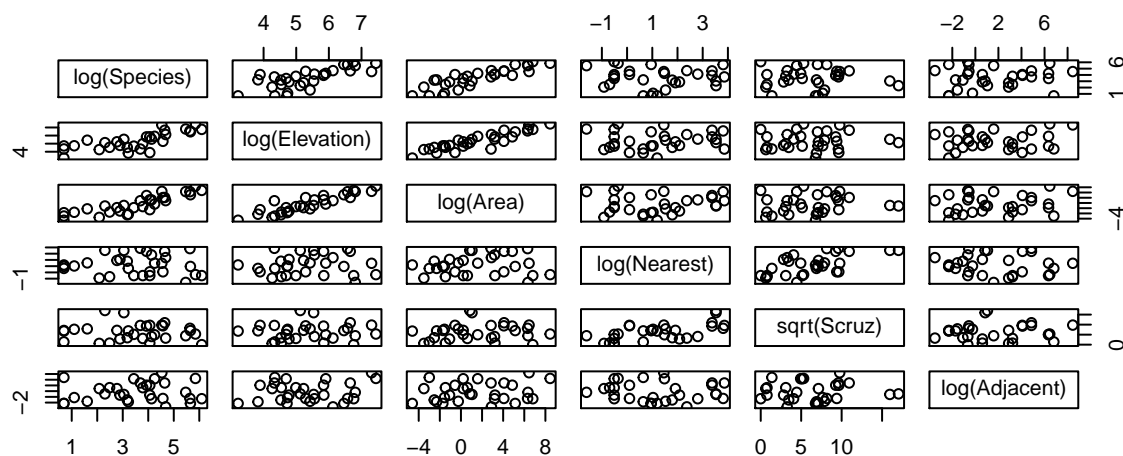 4 5 6 7 -1 1 3 -2 2 6
log(Species) 1 6
4 log(Elevation)
log(Area) -4
-1 log(Nearest)
sqrt(Scruz) 0
-2 log(Adjacent)
1 3 5 -4 0 4 8 0 5 10